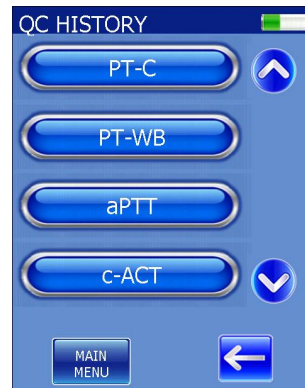 QC HISTORY
PT-C
PT-WB
aPTT
c-ACT
MAIN
MENU